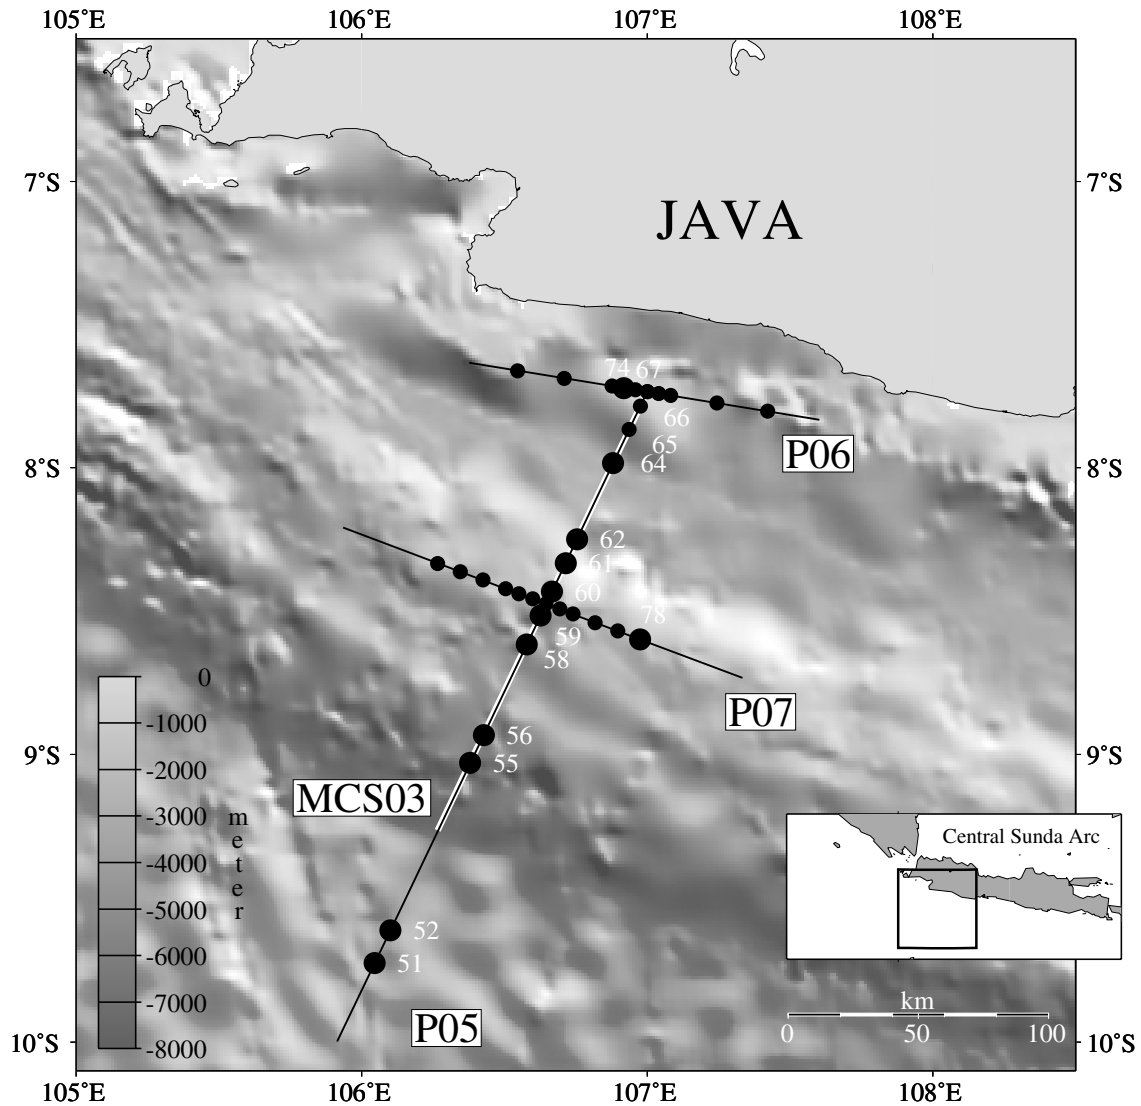 105°E 106°E 107°E 108°E
7°S 7°S
JAVA
74 67
66
P06
65
8°S 64 8°S
62
61
60
78
59
58
0
P07
-1000
56
-2000 55
MCS03
-3000
meter
Central Sunda Arc
-4000
-5000
52
-6000
51
-7000
km
P05
0 50 100
10°S
-8000
9°S 9°S
10°S
105°E 106°E 107°E 108°E